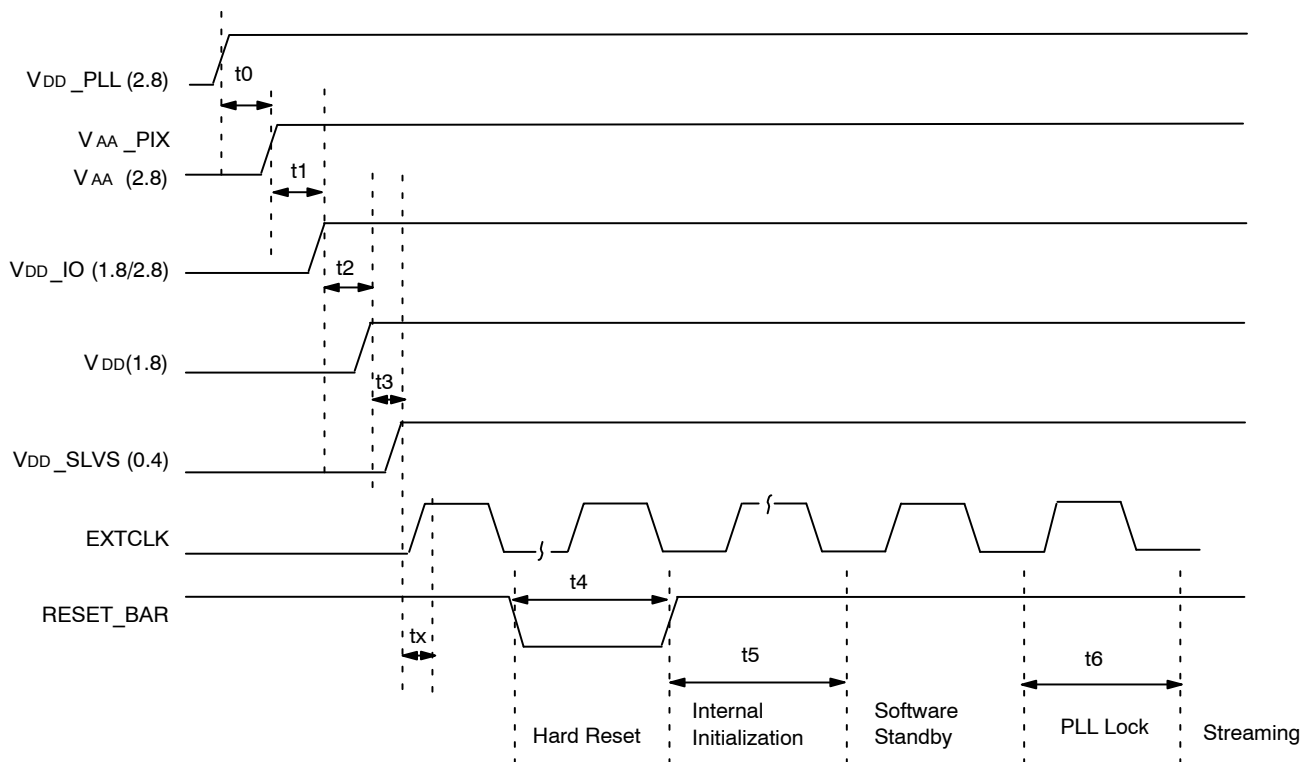 VDD_PLL (2.8)
t0
VAA_PIX
VAA (2.8)
t1
VDD_IO (1.8/2.8)
t2
VDD(1.8)
t3
VDD_SLVS (0.4)
EXTCLK
t4
RESET_BAR
tx
t5
t6
Hard Reset
Internal
Initialization
Software
Standby
PLL Lock
Streaming